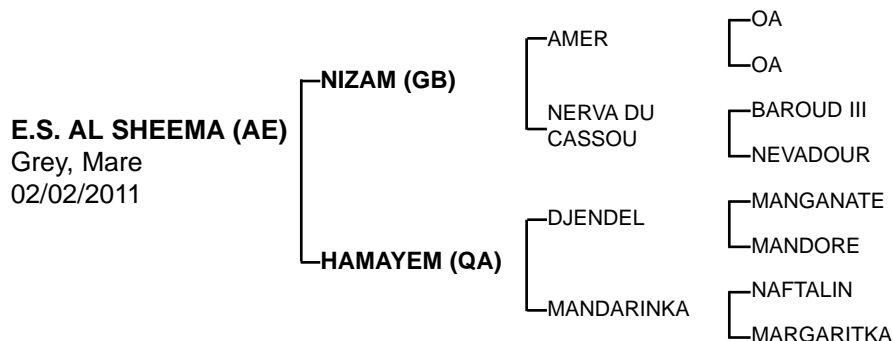 E.S. AL SHEEMA (AE)
Grey, Mare
02/02/2011
NIZAM (GB)
HAMAYEM (QA)
AMER
NERVA DU
CASSOU
DJENDEL
MANDARINKA
OA
OA
BAROUD III
NEVADOUR
MANGANATE
MANDORE
NAFTALIN
MARGARITKA